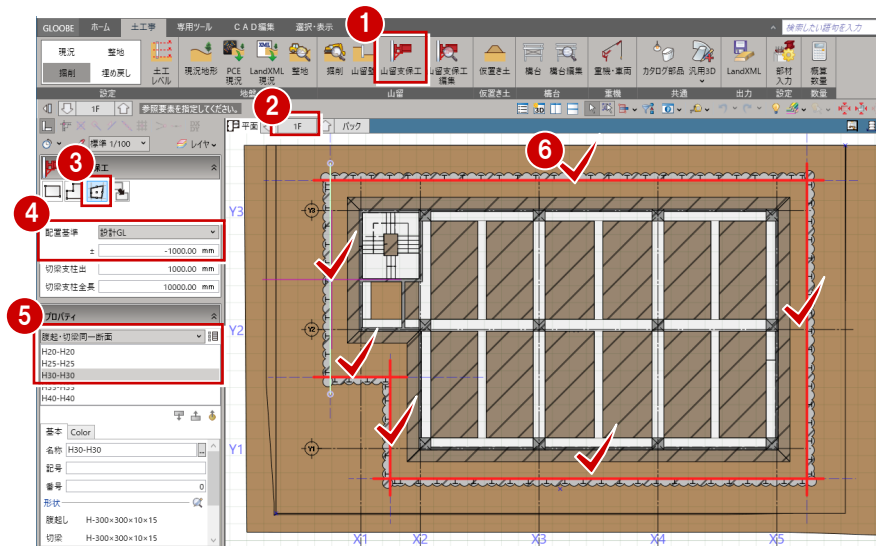 GLOOBE ホーム 土工事 専用ツール CAD編集 選択・表示 検索したい語句を入力
1
現況 整地
掘削 埋め戻し
土工レベル 現況地形 PCE現況 LandXML現況 整地 掘削 山留壁 山留支保工 山留支保工編集 仮置き土 構台 構台編集 重機・車両 カタログ部品 汎用3D LandXML 部材入力 概算数量
設定 地盤 山留 仮置き土 構台 重機 共通 出力 設定 数量
1F 参照要素を指定してください。
2
平面 1F バック
標準 1/100 レイヤ
3
保工
4
配置基準 設計GL
± -1000.00 mm
切梁支柱出 1000.00 mm
切梁支柱全長 10000.00 mm
5
プロパティ
腹起・切梁同一断面
H20-H20
H25-H25
H30-H30
H35-H35
H40-H40
基本 Color
名称 H30-H30 ...
記号
番号 0
形状
腹起し H-300×300×10×15
切梁 H-300×300×10×15
6
Y3 Y3
Y2 Y2
Y1 Y1
X1 X2 X3 X4 X5